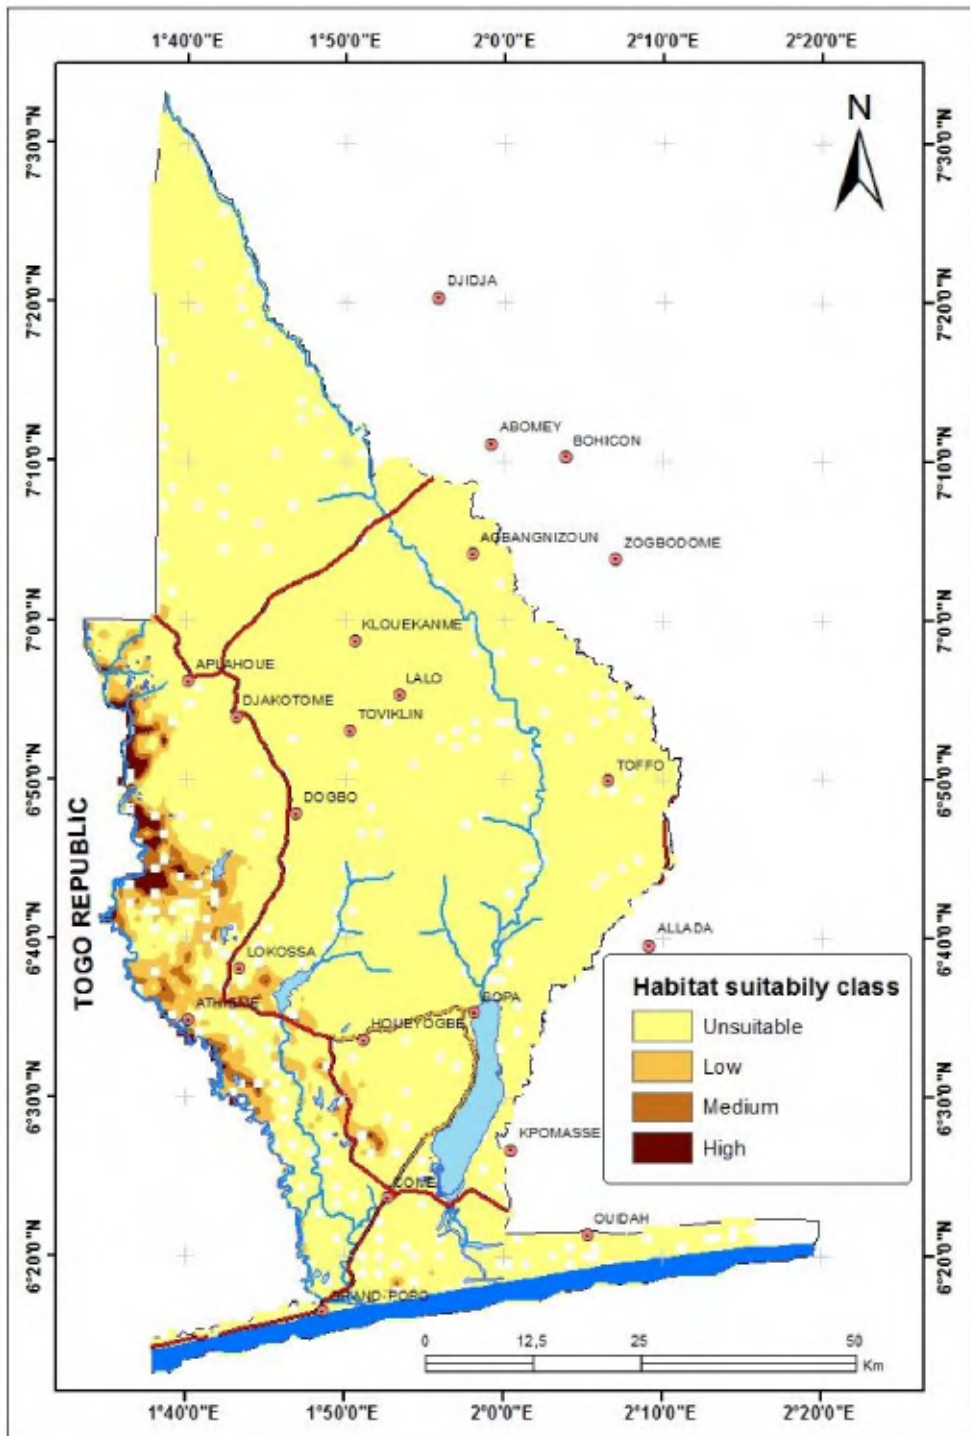 1°40'0"E 1°50'0"E 2°0'0"E 2°10'0"E 2°20'0"E
N
7°30'0"N 7°30'0"N
DJIDJA
7°20'0"N 7°20'0"N
ABOMEY
BOHICON
7°10'0"N 7°10'0"N
AGBANGNIZOUN
ZOGBODOME
7°0'0"N 7°0'0"N
KLOUEKANME
APLAHOUE
LALO
DJAKOTOME
TOVIKLIN
TOFFO
6°50'0"N 6°50'0"N
DOGBO
TOGO REPUBLIC
ALLADA
6°40'0"N 6°40'0"N
LOKOSSA
Habitat suitabily class
ATHIEME
BOPA
Unsuitable
HOUEYOGBE
Low
6°30'0"N 6°30'0"N
Medium
KPOMASSE
High
COME
OUIDAH
6°20'0"N 6°20'0"N
GRAND-POPO
0 12,5 25 50
Km
1°40'0"E 1°50'0"E 2°0'0"E 2°10'0"E 2°20'0"E